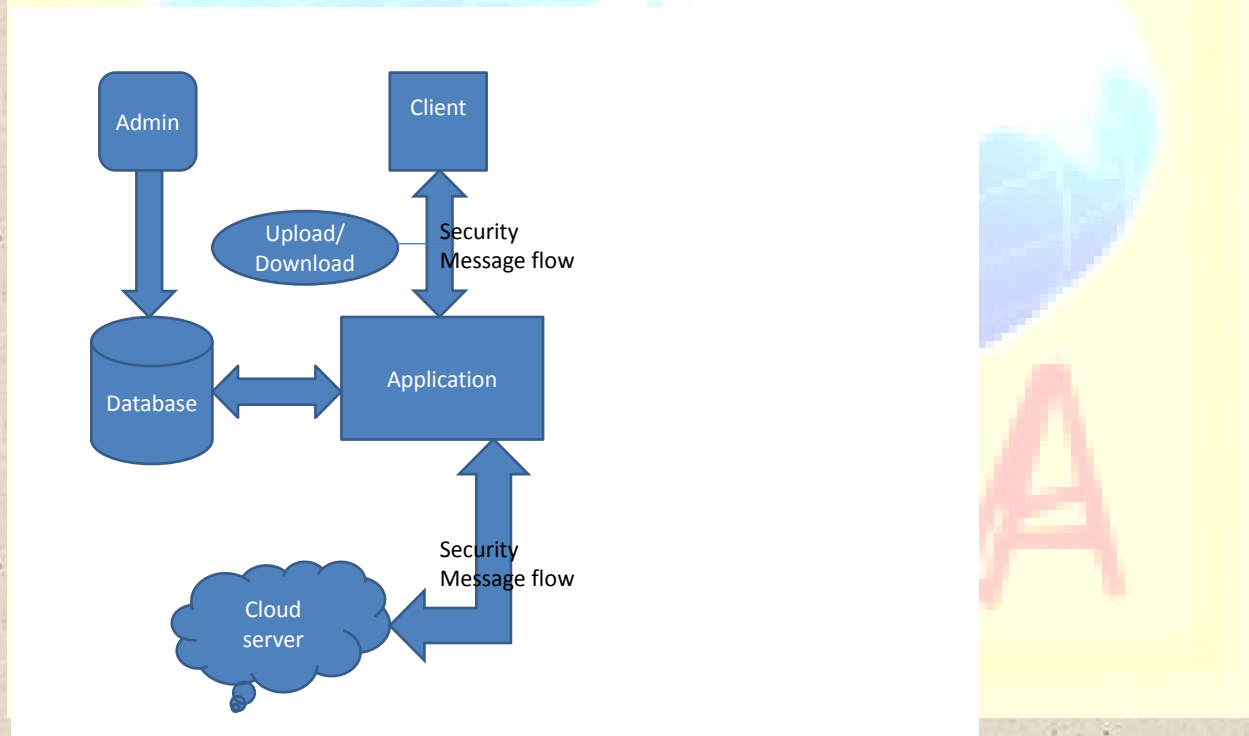 Admin
Client
Upload/
Download
Security
Message flow
Database
Application
Security
Message flow
Cloud
server
A